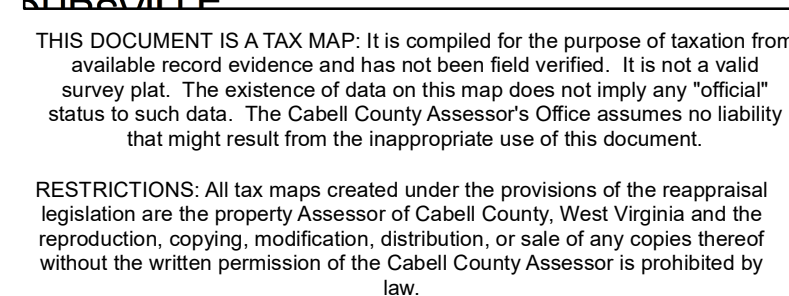 THIS DOCUMENT IS A TAX MAP: It is compiled for the purpose of taxation from
available record evidence and has not been field verified.  It is not a valid
survey plat.  The existence of data on this map does not imply any "official"
status to such data.  The Cabell County Assessor's Office assumes no liability
that might result from the inappropriate use of this document.
RESTRICTIONS: All tax maps created under the provisions of the reappraisal
legislation are the property Assessor of Cabell County, West Virginia and the
reproduction, copying, modification, distribution, or sale of any copies thereof
without the written permission of the Cabell County Assessor is prohibited by
law.